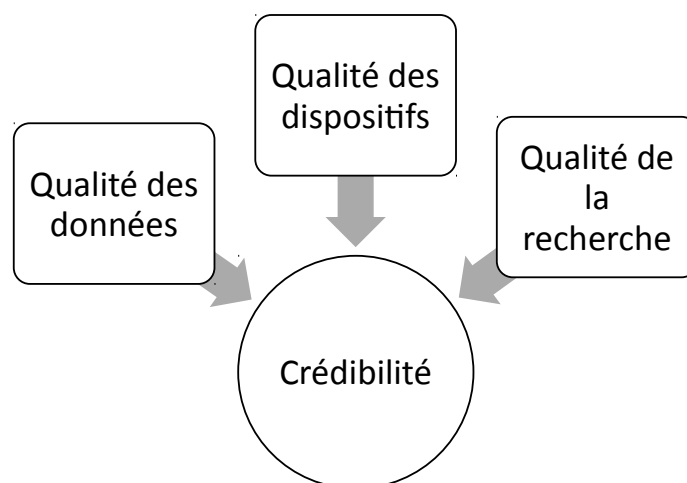 Qualité des
dispositifs
Qualité des
données
Qualité de
la
recherche
Crédibilité